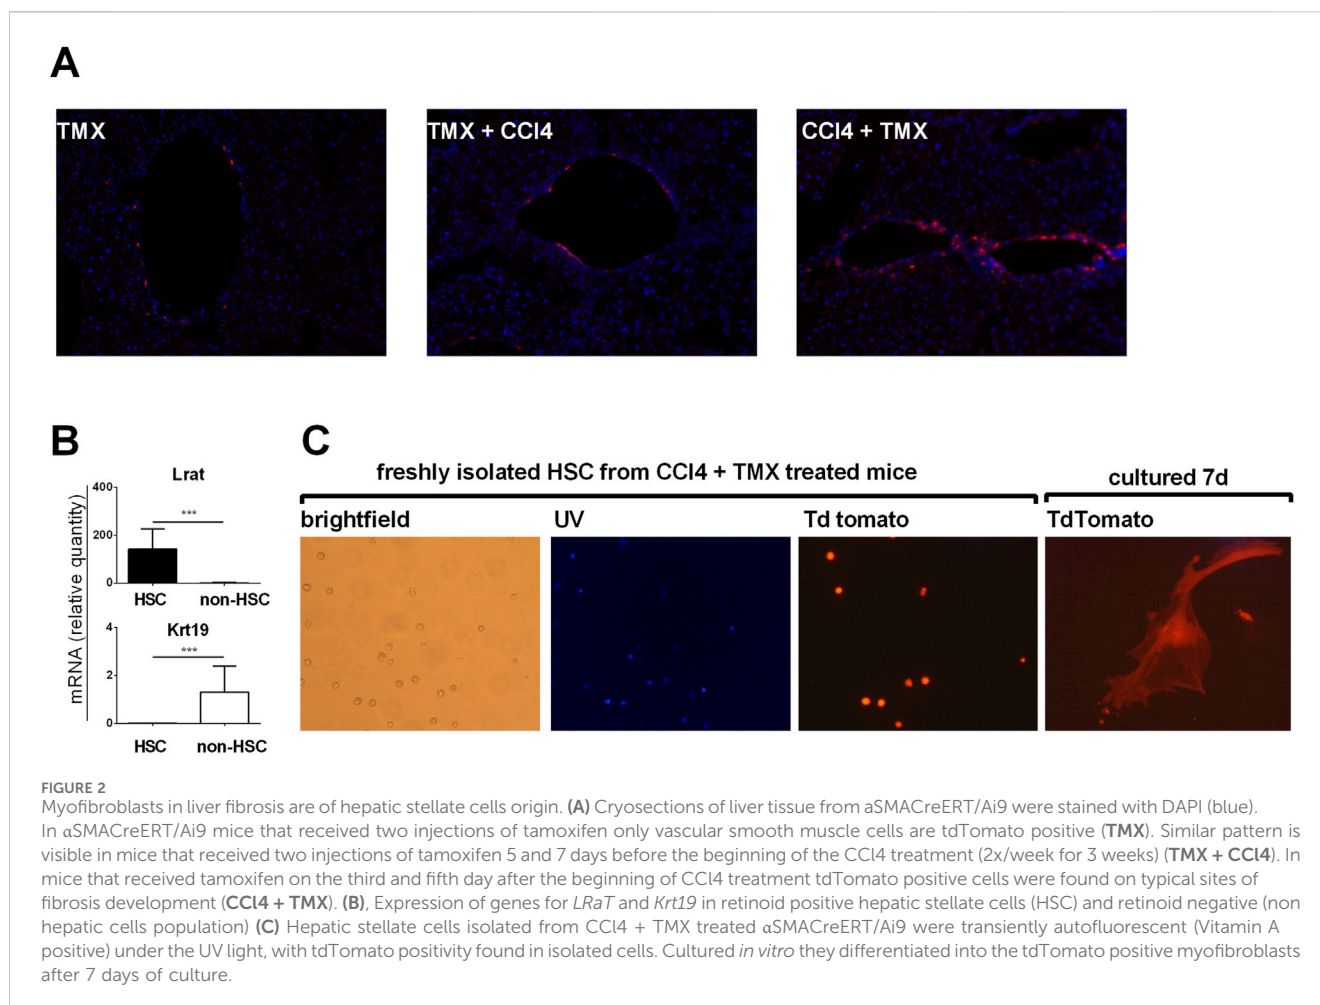 A
TMX
TMX + CCl4
CCl4 + TMX
B
Lrat
mRNA (relative quantity)
400
200
0
***
HSC
non-HSC
Krt19
4
2
0
***
HSC
non-HSC
C
freshly isolated HSC from CCl4 + TMX treated mice
cultured 7d
brightfield
UV
Td tomato
TdTomato
FIGURE 2
Myofibroblasts in liver fibrosis are of hepatic stellate cells origin. (A) Cryosections of liver tissue from aSMACreERT/Ai9 were stained with DAPI (blue).
In αSMACreERT/Ai9 mice that received two injections of tamoxifen only vascular smooth muscle cells are tdTomato positive (TMX). Similar pattern is
visible in mice that received two injections of tamoxifen 5 and 7 days before the beginning of the CCl4 treatment (2x/week for 3 weeks) (TMX + CCl4). In
mice that received tamoxifen on the third and fifth day after the beginning of CCl4 treatment tdTomato positive cells were found on typical sites of
fibrosis development (CCl4 + TMX). (B), Expression of genes for LRaT and Krt19 in retinoid positive hepatic stellate cells (HSC) and retinoid negative (non
hepatic cells population) (C) Hepatic stellate cells isolated from CCl4 + TMX treated αSMACreERT/Ai9 were transiently autofluorescent (Vitamin A
positive) under the UV light, with tdTomato positivity found in isolated cells. Cultured in vitro they differentiated into the tdTomato positive myofibroblasts
after 7 days of culture.